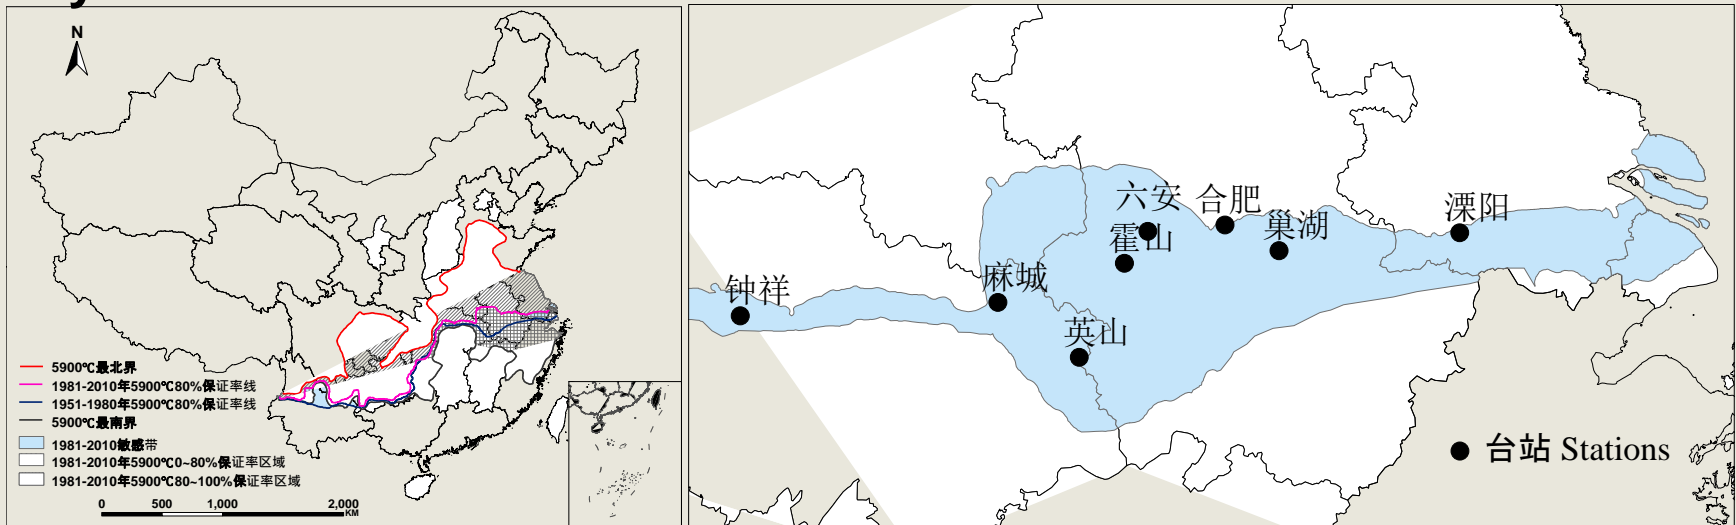 N
5900℃最北界
1981-2010年5900℃80%保证率线
1951-1980年5900℃80%保证率线
5900℃最南界
1981-2010敏感带
1981-2010年5900℃0~80%保证率区域
1981-2010年5900℃80~100%保证率区域
0 500 1,000 2,000
KM
六安
合肥
巢湖
溧阳
霍山
麻城
钟祥
英山
台站 Stations